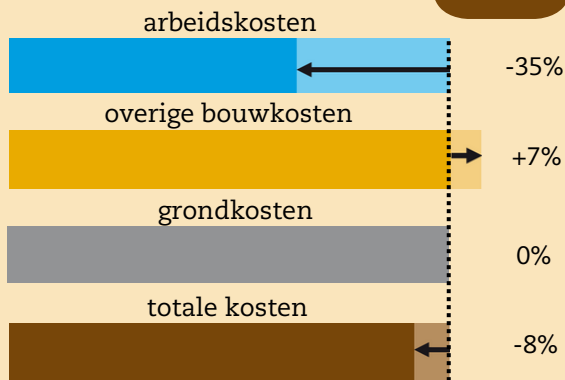 arbeidskosten
-35%
overige bouwkosten
+7%
grondkosten
0%
totale kosten
-8%